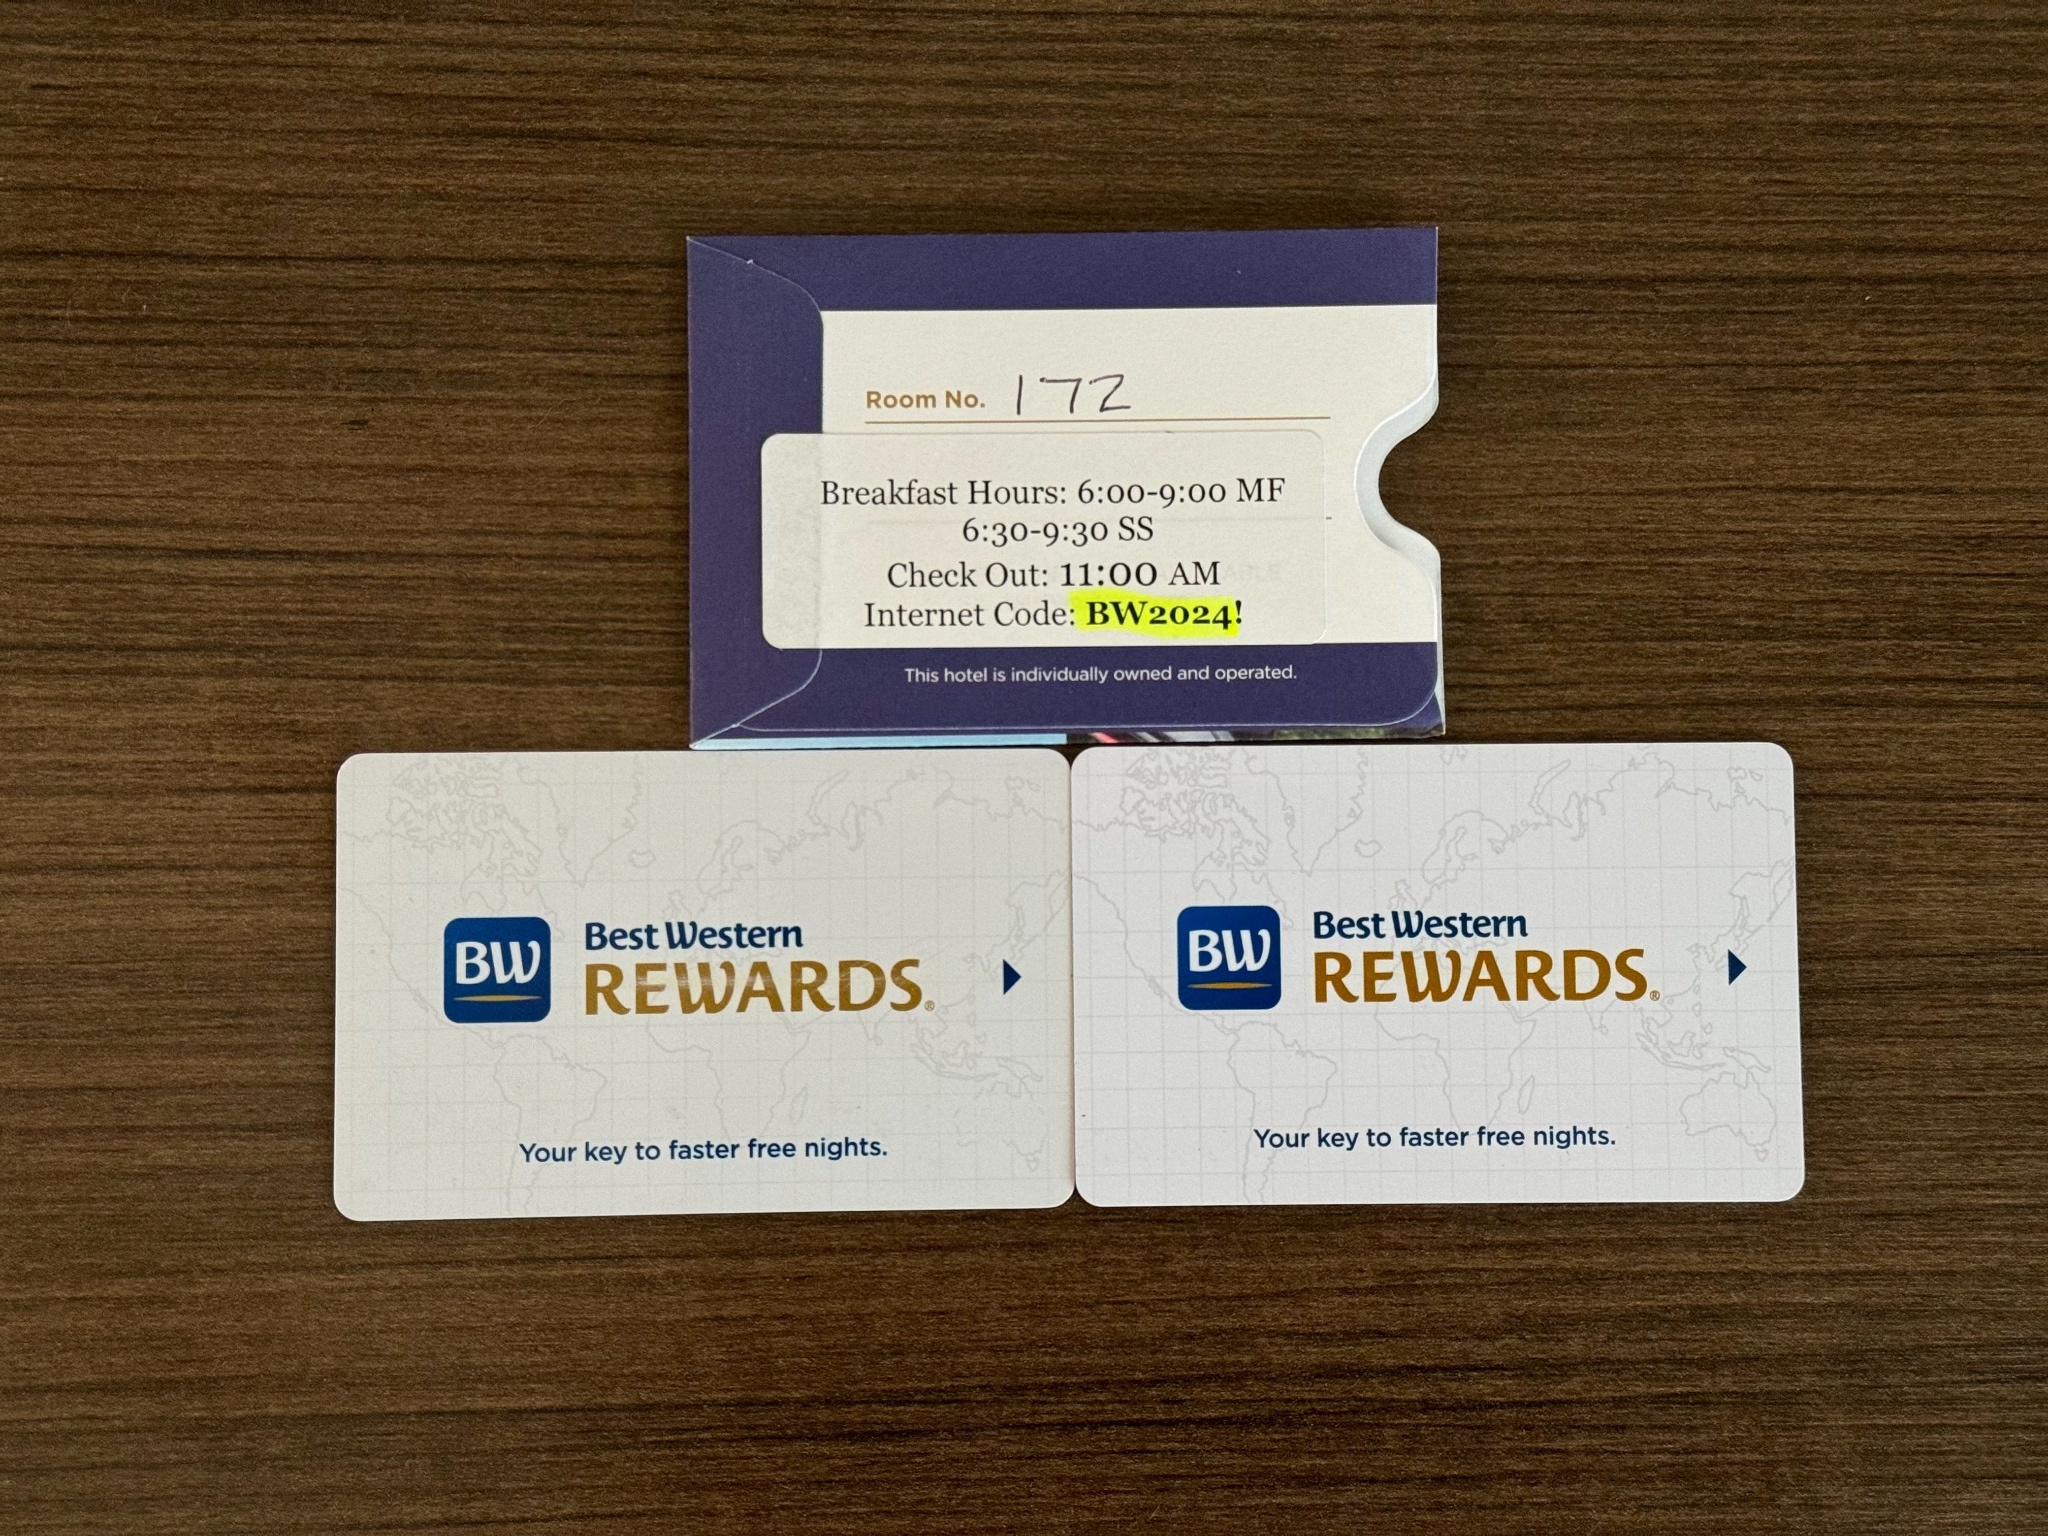 Room No. 172
Breakfast Hours: 6:00-9:00 MF
6:30-9:30 SS
Check Out: 11:00 AM
Internet Code: BW2024!
This hotel is individually owned and operated.
BW
Best Western
REWARDS®
Your key to faster free nights.
BW
Best Western
REWARDS®
Your key to faster free nights.